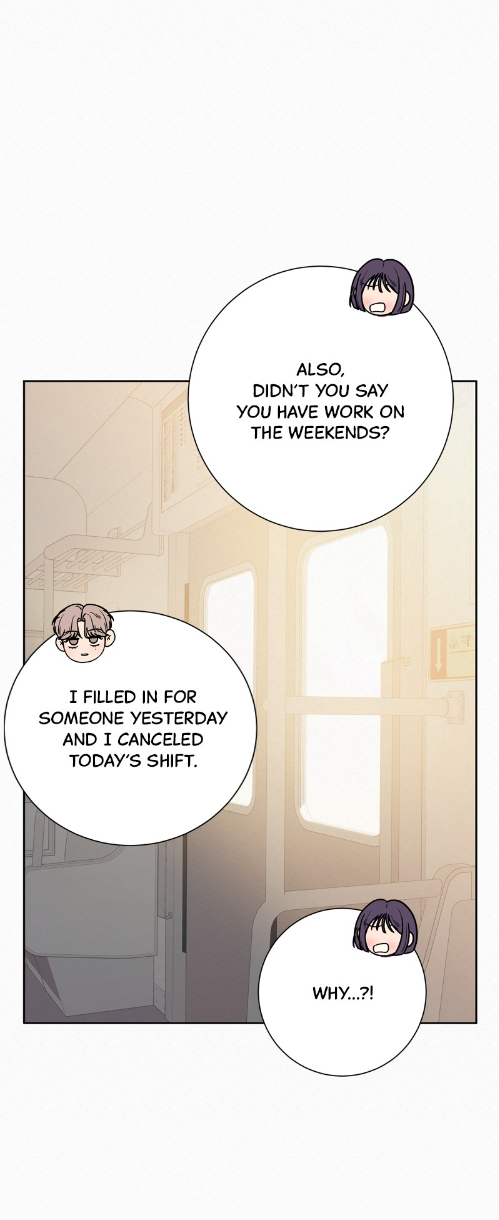 ALSO,
DIDN'T YOU SAY
YOU HAVE WORK ON
THE WEEKENDS?
I FILLED IN FOR
SOMEONE YESTERDAY
AND I CANCELED
TODAY'S SHIFT.
WHY...?!